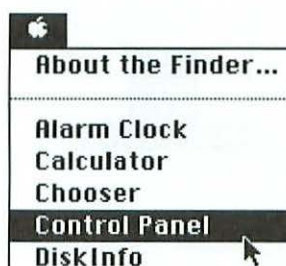 About the Finder...
Alarm Clock
Calculator
Chooser
Control Panel
DiskInfo